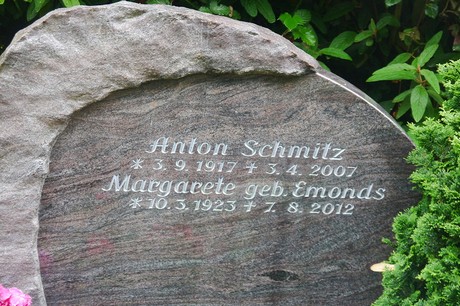 Anton Schmitz
* 3.9.1917 † 3.4.2007
Margarete geb. Emonds
* 10.3.1923 † 7.8.2012